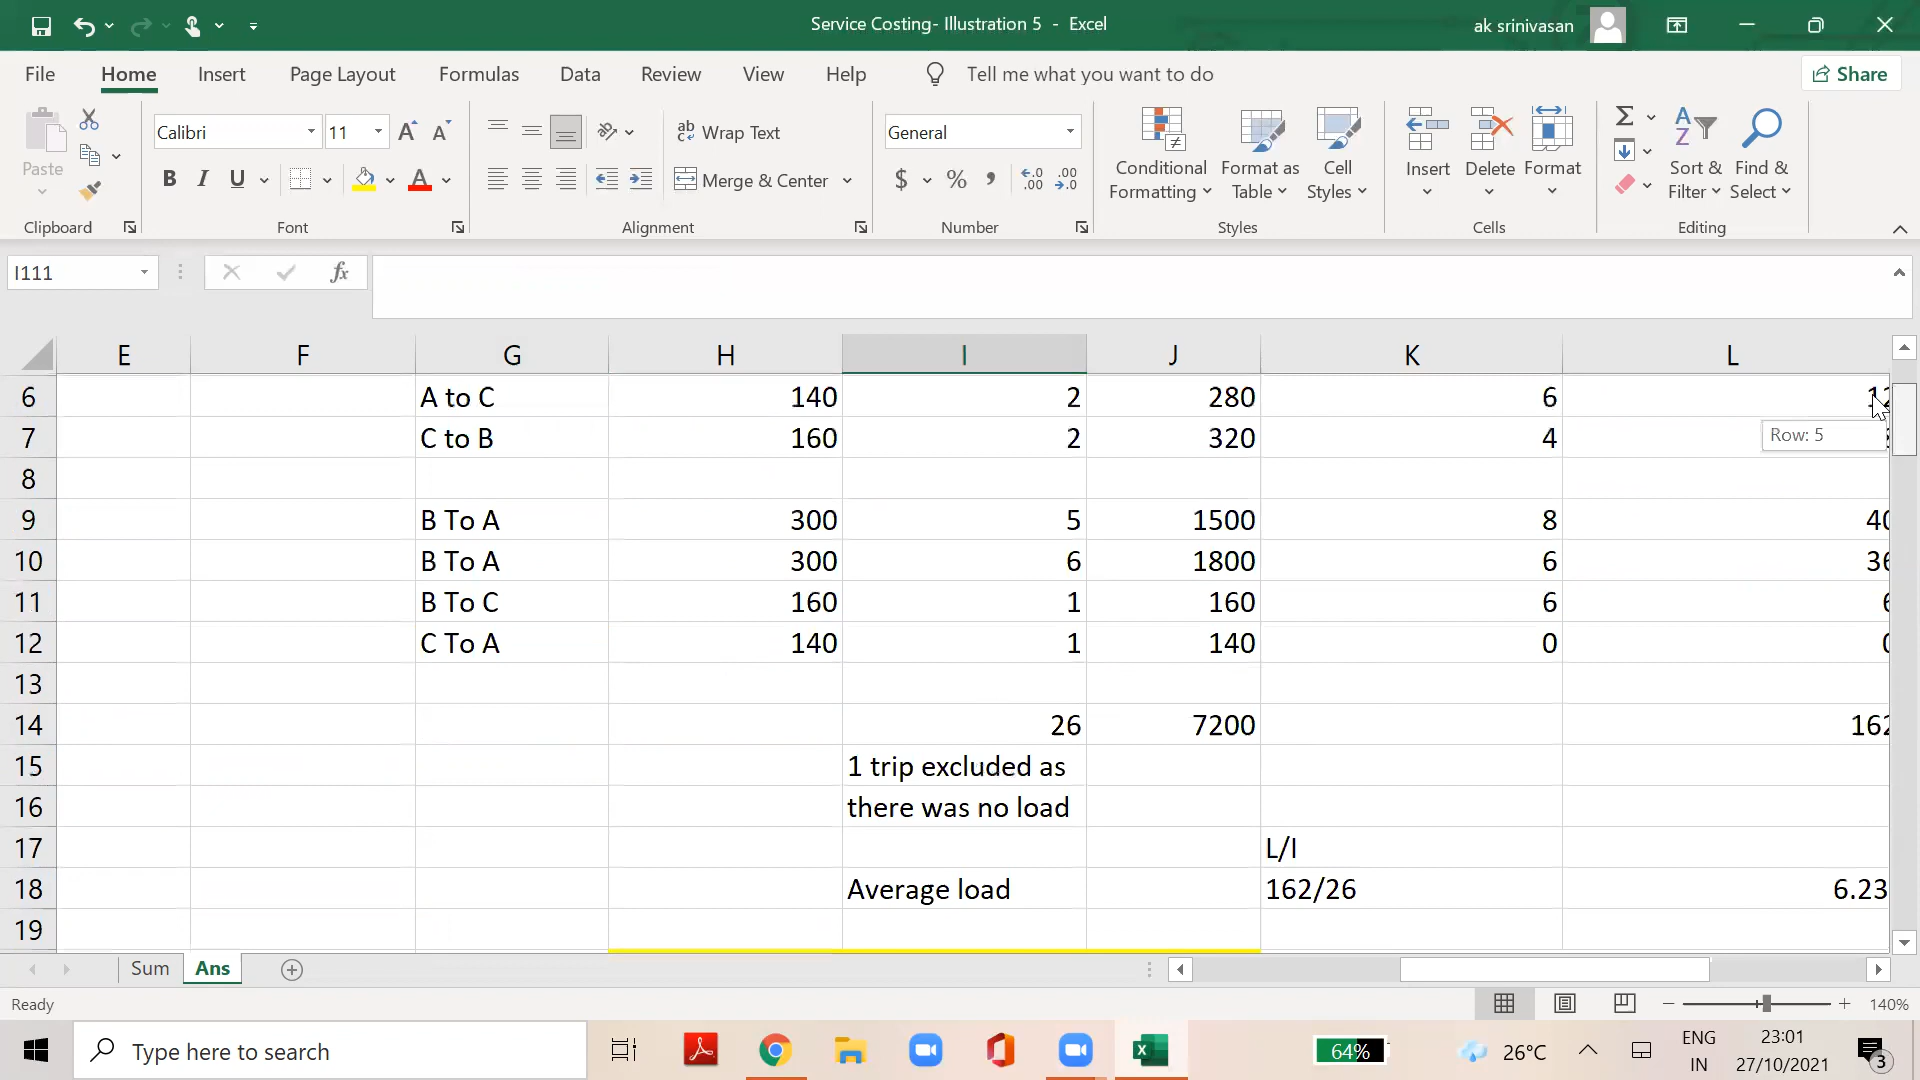 Service Costing- Illustration 5 - Excel
ak srinivasan
File Home Insert Page Layout Formulas Data Review View Help Tell me what you want to do Share
Paste
Clipboard
Calibri 11
B I U
Font
Wrap Text
Merge & Center
Alignment
General
$ % ,
Number
Conditional Formatting
Format as Table
Cell Styles
Styles
Insert Delete Format
Cells
Sort & Filter
Find & Select
Editing
I111 fx
E F G H I J K L
6 A to C 140 2 280 6 12
Row: 5
7 C to B 160 2 320 4
8
9 B To A 300 5 1500 8 40
10 B To A 300 6 1800 6 36
11 B To C 160 1 160 6 6
12 C To A 140 1 140 0 0
13
14 26 7200 162
15 1 trip excluded as
16 there was no load
17 L/I
18 Average load 162/26 6.23
19
Sum Ans
Ready 140%
Type here to search
64%
26°C
ENG
IN
23:01
27/10/2021
3